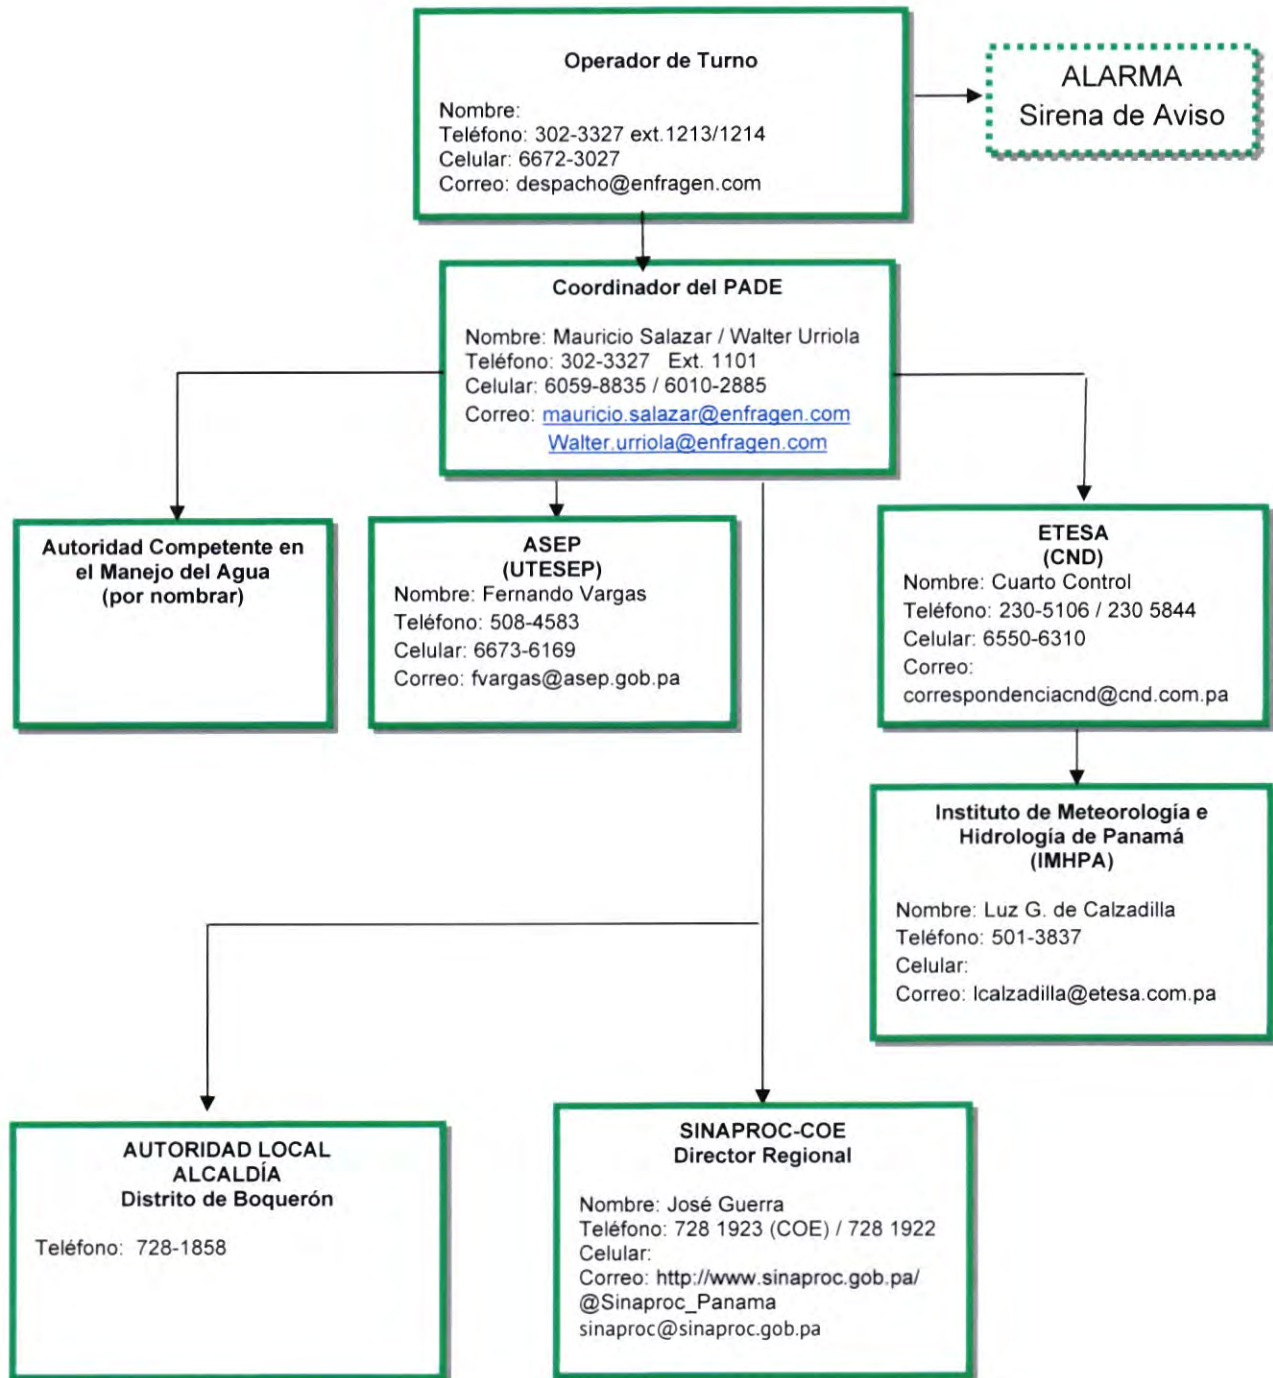 Operador de Turno
Nombre:
Teléfono: 302-3327 ext.1213/1214
Celular: 6672-3027
Correo: despacho@enfragen.com
ALARMA
Sirena de Aviso
Coordinador del PADE
Nombre: Mauricio Salazar / Walter Urriola
Teléfono: 302-3327 Ext. 1101
Celular: 6059-8835 / 6010-2885
Correo: mauricio.salazar@enfragen.com
Walter.urriola@enfragen.com
Autoridad Competente en
el Manejo del Agua
(por nombrar)
ASEP
(UTESEP)
Nombre: Fernando Vargas
Teléfono: 508-4583
Celular: 6673-6169
Correo: fvargas@asep.gob.pa
ETESA
(CND)
Nombre: Cuarto Control
Teléfono: 230-5106 / 230 5844
Celular: 6550-6310
Correo:
correspondenciacnd@cnd.com.pa
Instituto de Meteorología e
Hidrología de Panamá
(IMHPA)
Nombre: Luz G. de Calzadilla
Teléfono: 501-3837
Celular:
Correo: lcalzadilla@etesa.com.pa
AUTORIDAD LOCAL
ALCALDÍA
Distrito de Boquerón
Teléfono: 728-1858
SINAPROC-COE
Director Regional
Nombre: José Guerra
Teléfono: 728 1923 (COE) / 728 1922
Celular:
Correo: http://www.sinaproc.gob.pa/
@Sinaproc_Panama
sinaproc@sinaproc.gob.pa